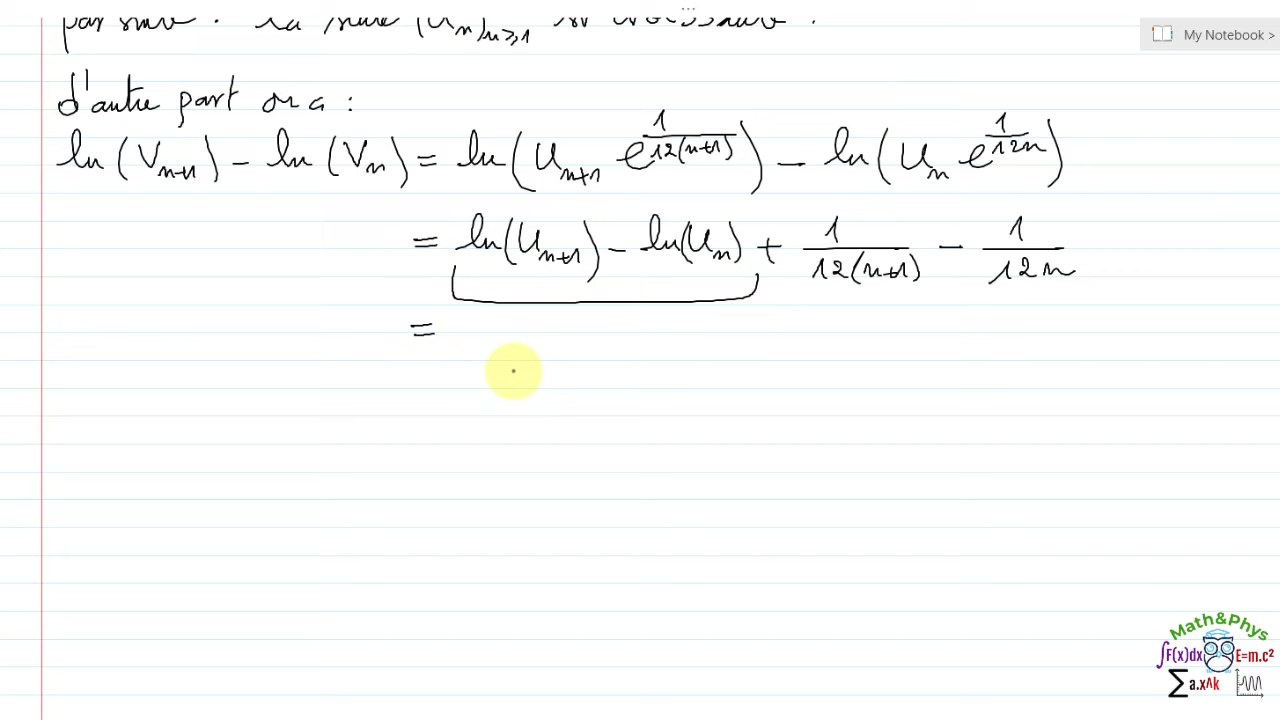 My Notebook >
d'autre part on a :
ln(V_{n+1}) - ln(V_n) = ln(U_{n+1} e^{1/(12(n+1))}) - ln(U_n e^{1/(12n)})
= ln(U_{n+1}) - ln(U_n) + 1/(12(n+1)) - 1/(12n)
=
Math&Phys
∫F(x)dx E=m.c²
∑a.x^k